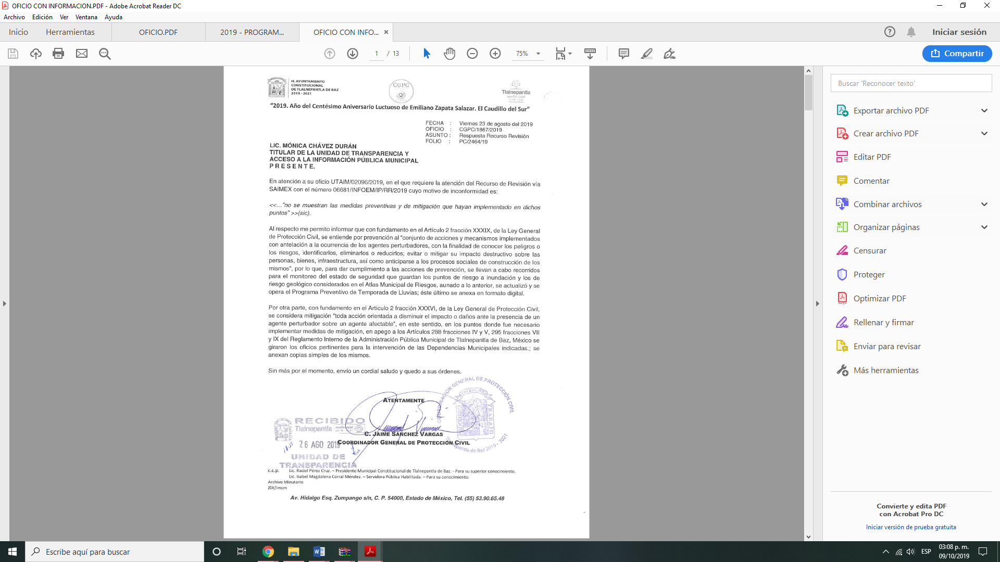 OFICIO CON INFORMACION.PDF - Adobe Acrobat Reader DC
Archivo Edición Ver Ventana Ayuda
Inicio Herramientas OFICIO.PDF 2019 - PROGRAM... OFICIO CON INFO... × Iniciar sesión
1 / 13 75% Compartir
H. AYUNTAMIENTO
CONSTITUCIONAL
DE TLALNEPANTLA DE BAZ
2019 - 2021
CGPC
Tlalnepantla
nuestra ciudad
2019 - 2021
"2019. Año del Centésimo Aniversario Luctuoso de Emiliano Zapata Salazar. El Caudillo del Sur"
FECHA : Viernes 23 de agosto del 2019
OFICIO : CGPC/1867/2019
ASUNTO : Respuesta Recurso Revisión
FOLIO : PC/2464/19
LIC. MÓNICA CHÁVEZ DURÁN
TITULAR DE LA UNIDAD DE TRANSPARENCIA Y
ACCESO A LA INFORMACIÓN PÚBLICA MUNICIPAL
P R E S E N T E.
En atención a su oficio UTAIM/02096/2019, en el que requiere la atención del Recurso de Revisión vía
SAIMEX con el número 06681/INFOEM/IP/RR/2019 cuyo motivo de inconformidad es:
<<..."no se muestran las medidas preventivas y de mitigación que hayan implementado en dichos
puntos" >>(sic).
Al respecto me permito informar que con fundamento en el Artículo 2 fracción XXXIX, de la Ley General
de Protección Civil, se entiende por prevención al "conjunto de acciones y mecanismos implementados
con antelación a la ocurrencia de los agentes perturbadores, con la finalidad de conocer los peligros o
los riesgos, identificarlos, eliminarlos o reducirlos; evitar o mitigar su impacto destructivo sobre las
personas, bienes, infraestructura, así como anticiparse a los procesos sociales de construcción de los
mismos", por lo que, para dar cumplimiento a las acciones de prevención, se llevan a cabo recorridos
para el monitoreo del estado de seguridad que guardan los puntos de riesgo a inundación y los de
riesgo geológico considerados en el Atlas Municipal de Riesgos, aunado a lo anterior, se actualizó y se
opera el Programa Preventivo de Temporada de Lluvias; éste último se anexa en formato digital.
Por otra parte, con fundamento en el Artículo 2 fracción XXXVI, de la Ley General de Protección Civil,
se considera mitigación "toda acción orientada a disminuir el impacto o daños ante la presencia de un
agente perturbador sobre un agente afectable", en este sentido, en los puntos donde fue necesario
implementar medidas de mitigación, en apego a los Artículos 288 fracciones IV y V, 295 fracciones VII
y IX del Reglamento Interno de la Administración Pública Municipal de Tlalnepantla de Baz, México se
giraron los oficios pertinentes para la intervención de las Dependencias Municipales indicadas.; se
anexan copias simples de los mismos.
Sin más por el momento, envío un cordial saludo y quedo a sus órdenes.
ATENTAMENTE
C. JAIME SÁNCHEZ VARGAS
COORDINADOR GENERAL DE PROTECCIÓN CIVIL
COORDINACIÓN GENERAL DE PROTECCIÓN CIVIL
CULTURA
PROGRESO
TRABAJO
Tlalnepantla de Baz 2019 - 2021
RECIBIDO
Tlalnepantla
26 AGO 2019
UNIDAD DE
TRANSPARENCIA
c.c.p. Lic. Raciel Pérez Cruz. – Presidente Municipal Constitucional de Tlalnepantla de Baz. - Para su superior conocimiento.
Lic. Isabel Magdalena Corral Méndez. – Servidora Pública Habilitada. – Para su conocimiento.
Archivo Minutario
JSV/imcm
Av. Hidalgo Esq. Zumpango s/n, C. P. 54000, Estado de México, Tel. (55) 53.90.65.48
Buscar 'Reconocer texto'
Exportar archivo PDF
Crear archivo PDF
Editar PDF
Comentar
Combinar archivos
Organizar páginas
Censurar
Proteger
Optimizar PDF
Rellenar y firmar
Enviar para revisar
Más herramientas
Convierte y edita PDF
con Acrobat Pro DC
Iniciar versión de prueba gratuita
Escribe aquí para buscar
ESP
03:08 p. m.
09/10/2019